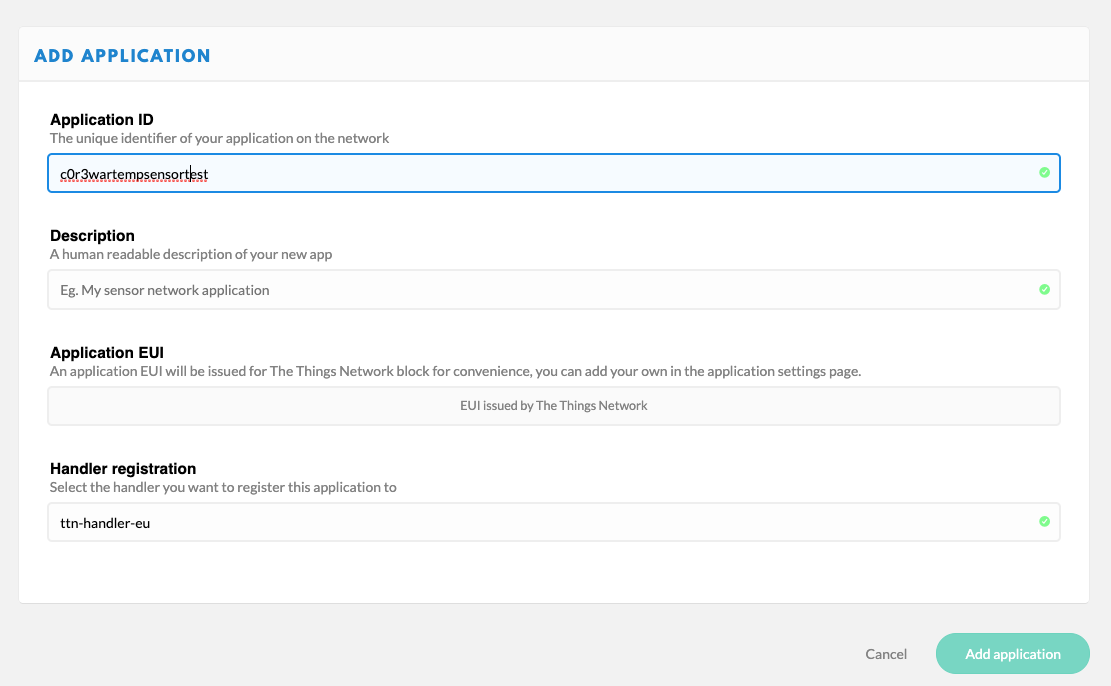 ADD APPLICATION
Application ID
The unique identifier of your application on the network
c0r3wartempsensortest
Description
A human readable description of your new app
Eg. My sensor network application
Application EUI
An application EUI will be issued for The Things Network block for convenience, you can add your own in the application settings page.
EUI issued by The Things Network
Handler registration
Select the handler you want to register this application to
ttn-handler-eu
Cancel
Add application